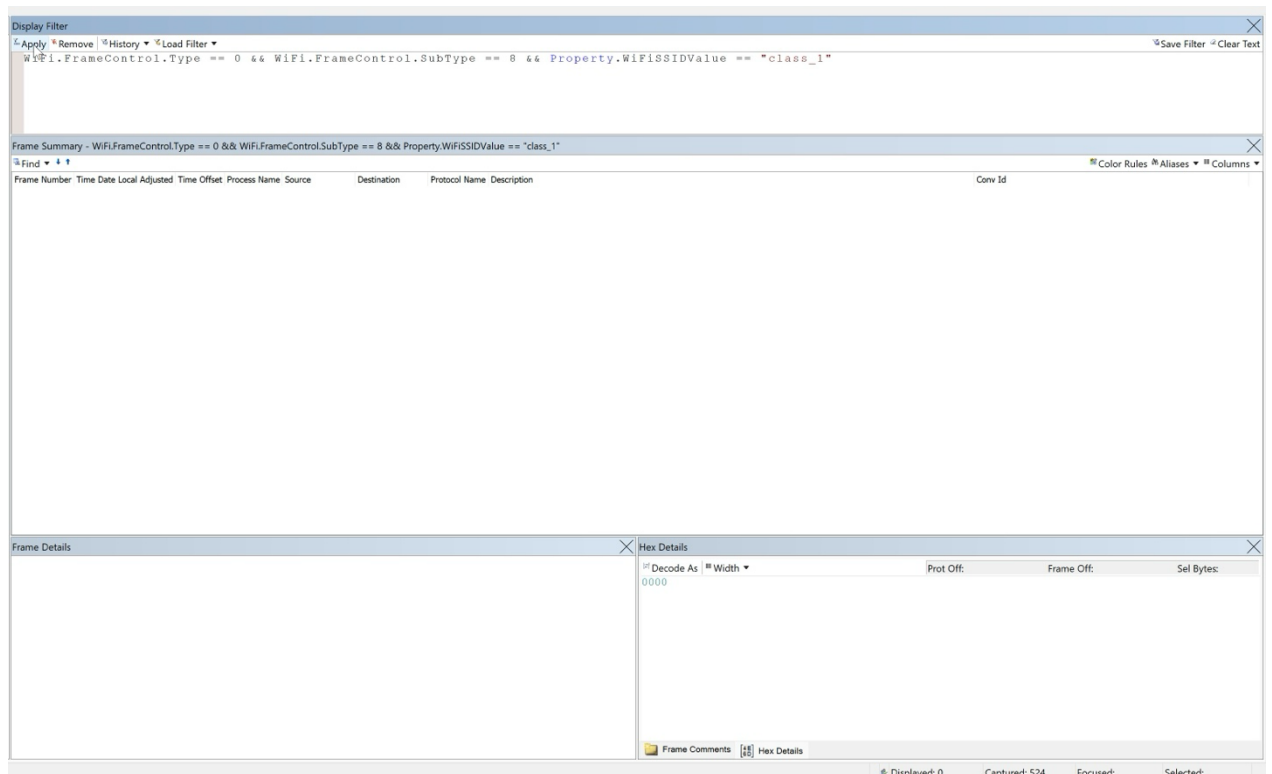 Display Filter
Apply Remove History Load Filter Save Filter Clear Text
WiFi.FrameControl.Type == 0 && WiFi.FrameControl.SubType == 8 && Property.WiFiSSIDValue == "class_1"
Frame Summary - WiFi.FrameControl.Type == 0 && WiFi.FrameControl.SubType == 8 && Property.WiFiSSIDValue == "class_1"
Find Color Rules Aliases Columns
Frame Number Time Date Local Adjusted Time Offset Process Name Source Destination Protocol Name Description Conv Id
Frame Details
Hex Details
Decode As Width Prot Off: Frame Off: Sel Bytes:
0000
Frame Comments Hex Details
Displayed: 0 Captured: 524 Focused: Selected: